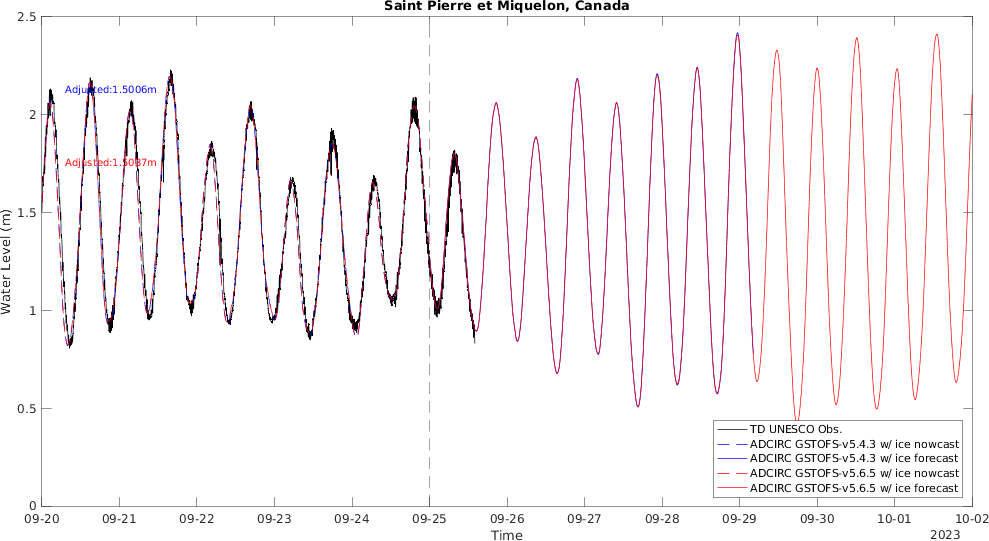 Saint Pierre et Miquelon, Canada
2.5
2
1.5
1
0.5
0
Water Level (m)
Adjusted:1.5006m
Adjusted:1.5037m
TD UNESCO Obs.
ADCIRC GSTOFS-v5.4.3 w/ ice nowcast
ADCIRC GSTOFS-v5.4.3 w/ ice forecast
ADCIRC GSTOFS-v5.6.5 w/ ice nowcast
ADCIRC GSTOFS-v5.6.5 w/ ice forecast
09-20 09-21 09-22 09-23 09-24 09-25 09-26 09-27 09-28 09-29 09-30 10-01 10-02
Time
2023